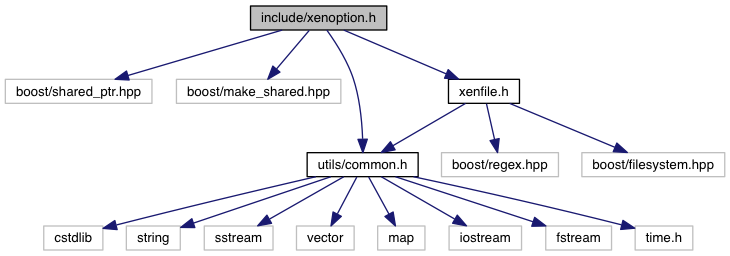 include/xenoption.h
boost/shared_ptr.hpp
boost/make_shared.hpp
xenfile.h
utils/common.h
boost/regex.hpp
boost/filesystem.hpp
cstdlib
string
sstream
vector
map
iostream
fstream
time.h